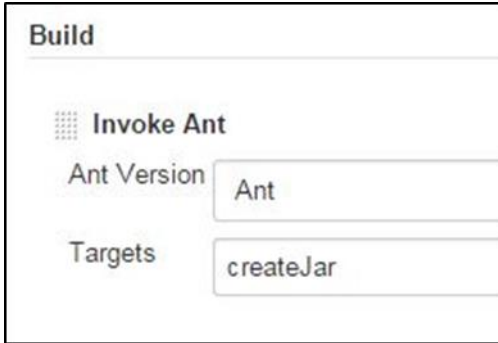 Build
Invoke Ant
Ant Version
Ant
Targets
createJar